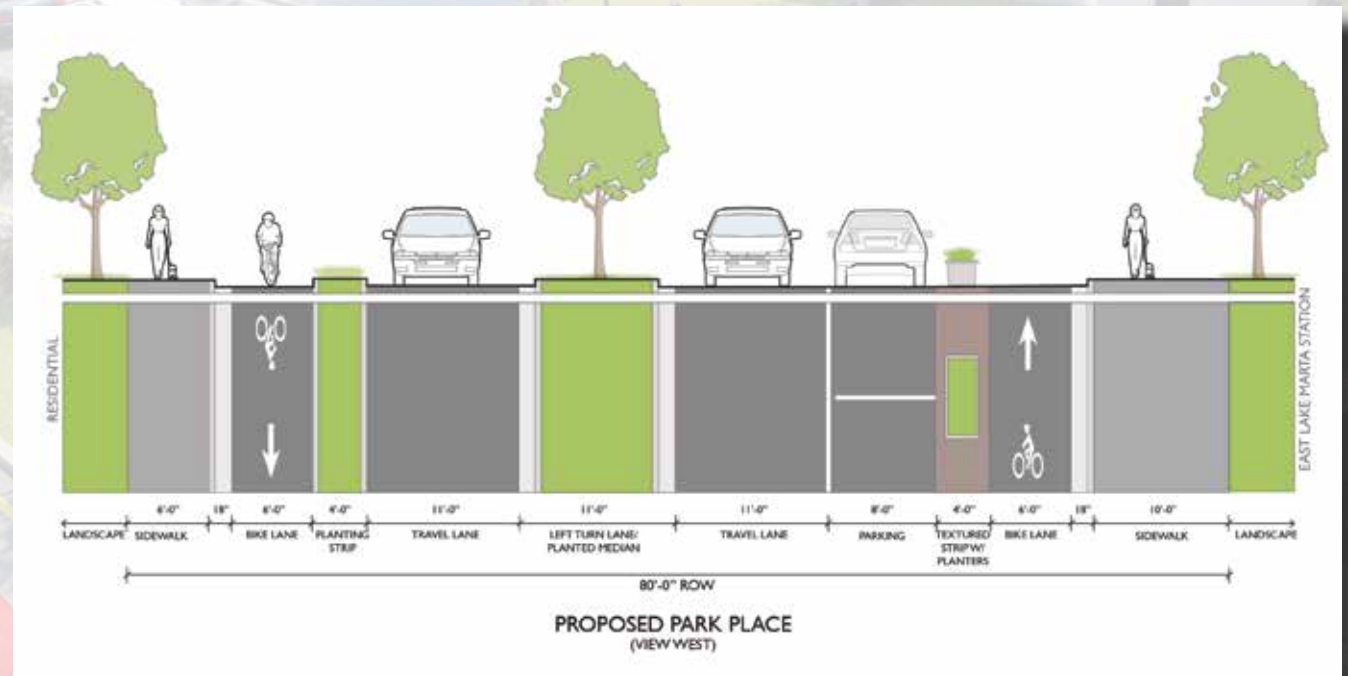 RESIDENTIAL
EAST LAKE MARTA STATION
6'-0" 18" 6'-0" 4'-0" 11'-0" 11'-0" 11'-0" 8'-0" 4'-0" 6'-0" 18" 10'-0"
LANDSCAPE SIDEWALK BIKE LANE PLANTING STRIP TRAVEL LANE LEFT TURN LANE/ PLANTED MEDIAN TRAVEL LANE PARKING TEXTURED STRIP W/ PLANTERS BIKE LANE SIDEWALK LANDSCAPE
80'-0" ROW
PROPOSED PARK PLACE
(VIEW WEST)